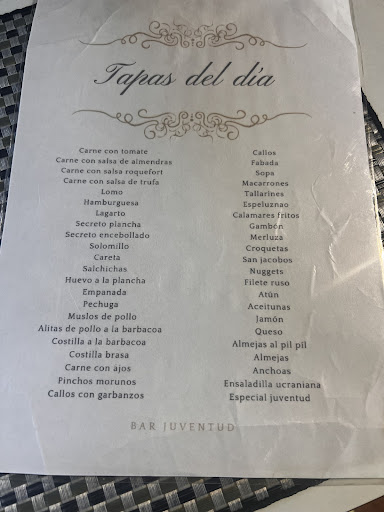 Tapas del día
Carne con tomate
Carne con salsa de almendras
Carne con salsa roquefort
Carne con salsa de trufa
Lomo
Hamburguesa
Lagarto
Secreto plancha
Secreto encebollado
Solomillo
Careta
Salchichas
Huevo a la plancha
Empanada
Pechuga
Muslos de pollo
Alitas de pollo a la barbacoa
Costilla a la barbacoa
Costilla brasa
Carne con ajos
Pinchos morunos
Callos con garbanzos
Callos
Fabada
Sopa
Macarrones
Tallarines
Espeluznao
Calamares fritos
Gambón
Merluza
Croquetas
San jacobos
Nuggets
Filete ruso
Atún
Aceitunas
Jamón
Queso
Almejas al pil pil
Almejas
Anchoas
Ensaladilla ucraniana
Especial juventud
BAR JUVENTUD